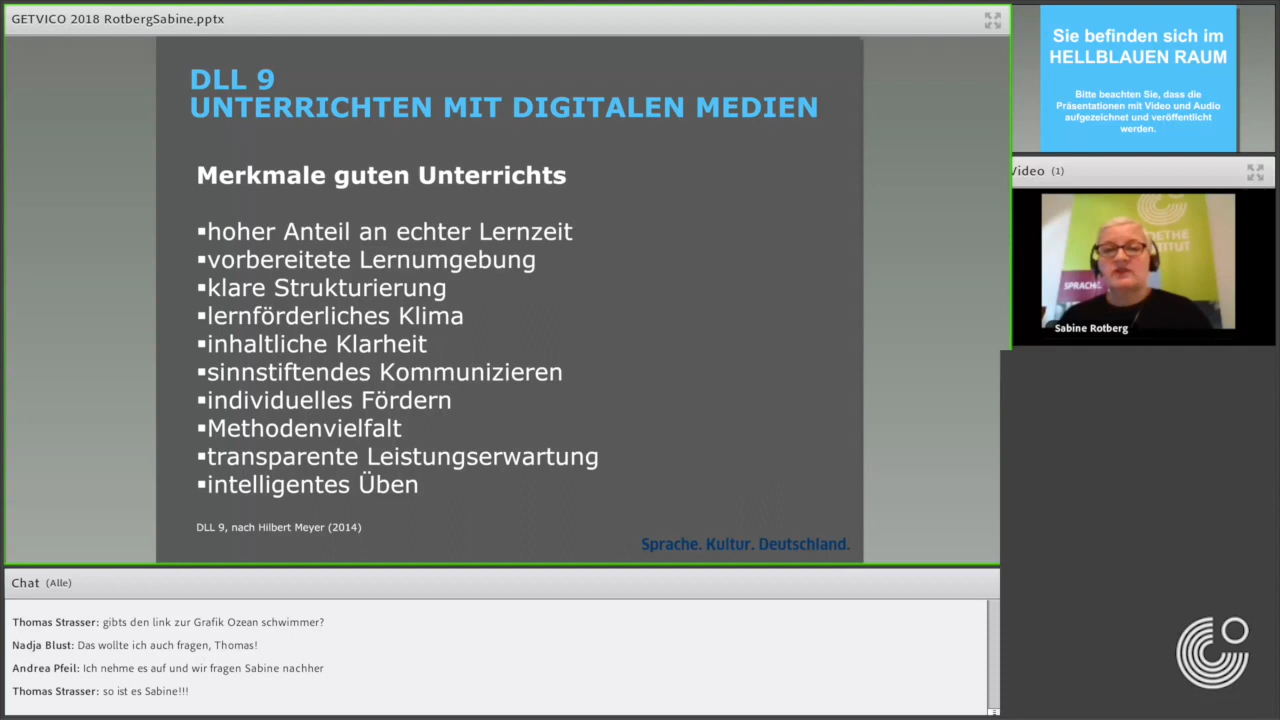 GETVICO 2018 RotbergSabine.pptx
DLL 9
UNTERRICHTEN MIT DIGITALEN MEDIEN
Merkmale guten Unterrichts
▪hoher Anteil an echter Lernzeit
▪vorbereitete Lernumgebung
▪klare Strukturierung
▪lernförderliches Klima
▪inhaltliche Klarheit
▪sinnstiftendes Kommunizieren
▪individuelles Fördern
▪Methodenvielfalt
▪transparente Leistungserwartung
▪intelligentes Üben
DLL 9, nach Hilbert Meyer (2014)
Sprache. Kultur. Deutschland.
Sie befinden sich im
HELLBLAUEN RAUM
Bitte beachten Sie, dass die
Präsentationen mit Video und Audio
aufgezeichnet und veröffentlicht
werden.
Video (1)
SPRACHE.
Sabine Rotberg
Chat (Alle)
Thomas Strasser: gibts den link zur Grafik Ozean schwimmer?
Nadja Blust: Das wollte ich auch fragen, Thomas!
Andrea Pfeil: Ich nehme es auf und wir fragen Sabine nachher
Thomas Strasser: so ist es Sabine!!!